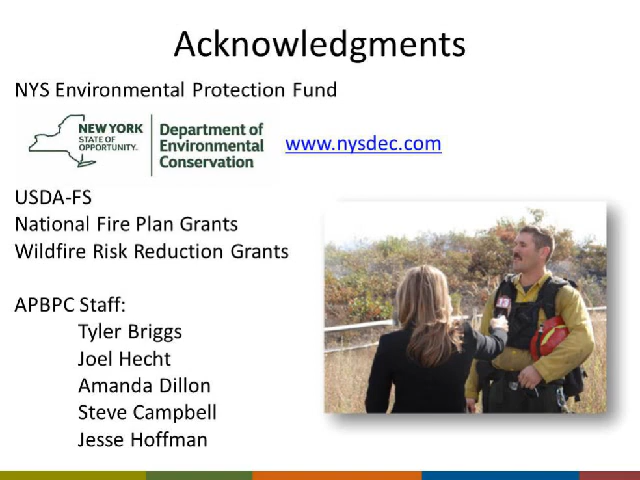 Acknowledgments
NYS Environmental Protection Fund
NEW YORK
STATE OF
OPPORTUNITY.
Department of
Environmental
Conservation
www.nysdec.com
USDA-FS
National Fire Plan Grants
Wildfire Risk Reduction Grants
APBPC Staff:
Tyler Briggs
Joel Hecht
Amanda Dillon
Steve Campbell
Jesse Hoffman